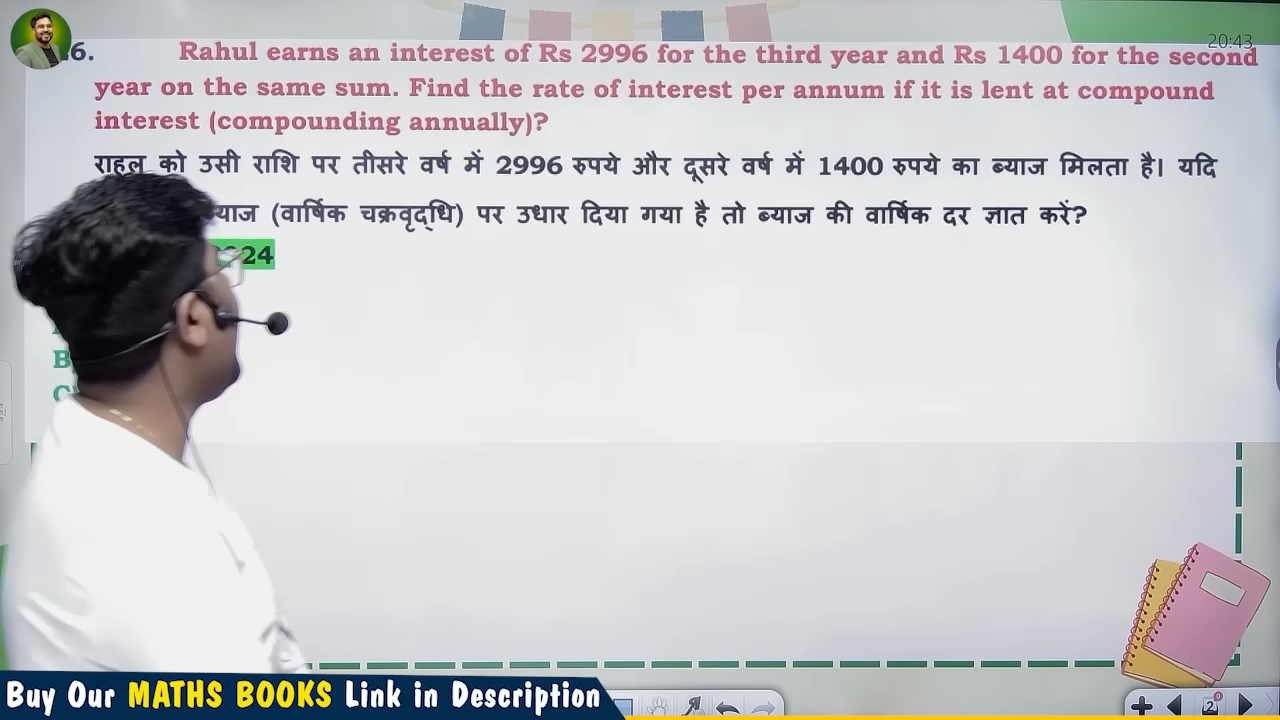 20:43
6. Rahul earns an interest of Rs 2996 for the third year and Rs 1400 for the second
year on the same sum. Find the rate of interest per annum if it is lent at compound
interest (compounding annually)?
राहुल को उसी राशि पर तीसरे वर्ष में 2996 रुपये और दूसरे वर्ष में 1400 रुपये का ब्याज मिलता है। यदि
ब्याज (वार्षिक चक्रवृद्धि) पर उधार दिया गया है तो ब्याज की वार्षिक दर ज्ञात करें?
24
B
C
2
Buy Our MATHS BOOKS Link in Description